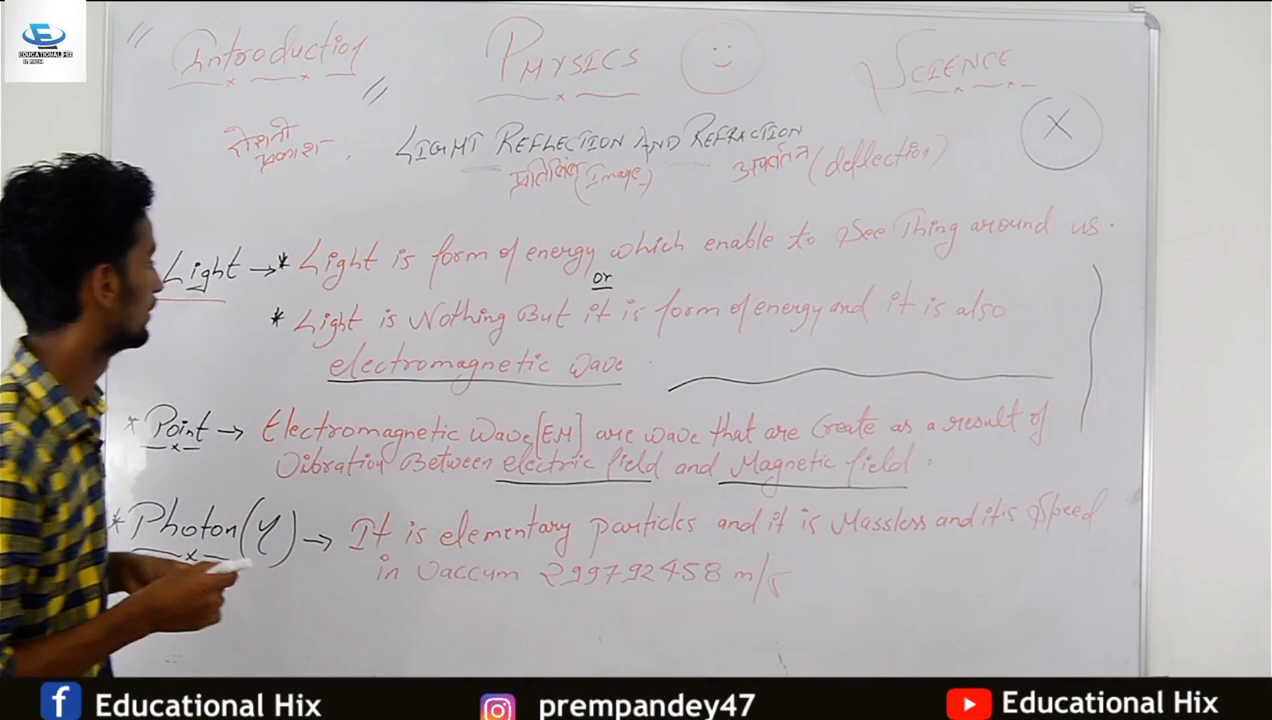 EDUCATIONAL HIX
" Introduction "
PHYSICS
SCIENCE
X
रोशनी
प्रकाश
LIGHT REFLECTION AND REFRACTION
प्रतिबिंब (Image)
अपवर्तन (deflection)
Light → * Light is form of energy which enable to See Thing around us.
or
* Light is Nothing But it is form of energy and it is also
electromagnetic wave
* Point → Electromagnetic wave [E.M] are wave that are Create as a result of
Vibration Between electric field and Magnetic field.
* Photon (γ) → It is elementary particles and it is Massless and it's Speed
in Vaccum 299792458 m/s
Educational Hix
prempandey47
Educational Hix